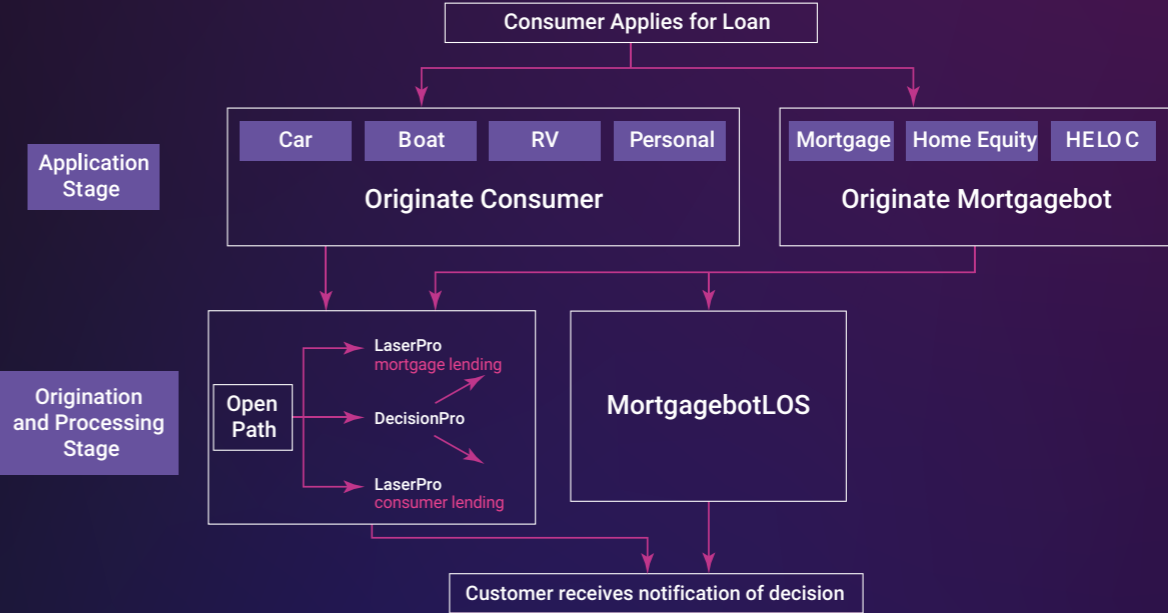 Consumer Applies for Loan
Application
Stage
Car
Boat
RV
Personal
Originate Consumer
Mortgage
Home Equity
HELOC
Originate Mortgagebot
Origination
and Processing
Stage
Open
Path
LaserPro
mortgage lending
DecisionPro
LaserPro
consumer lending
MortgagebotLOS
Customer receives notification of decision